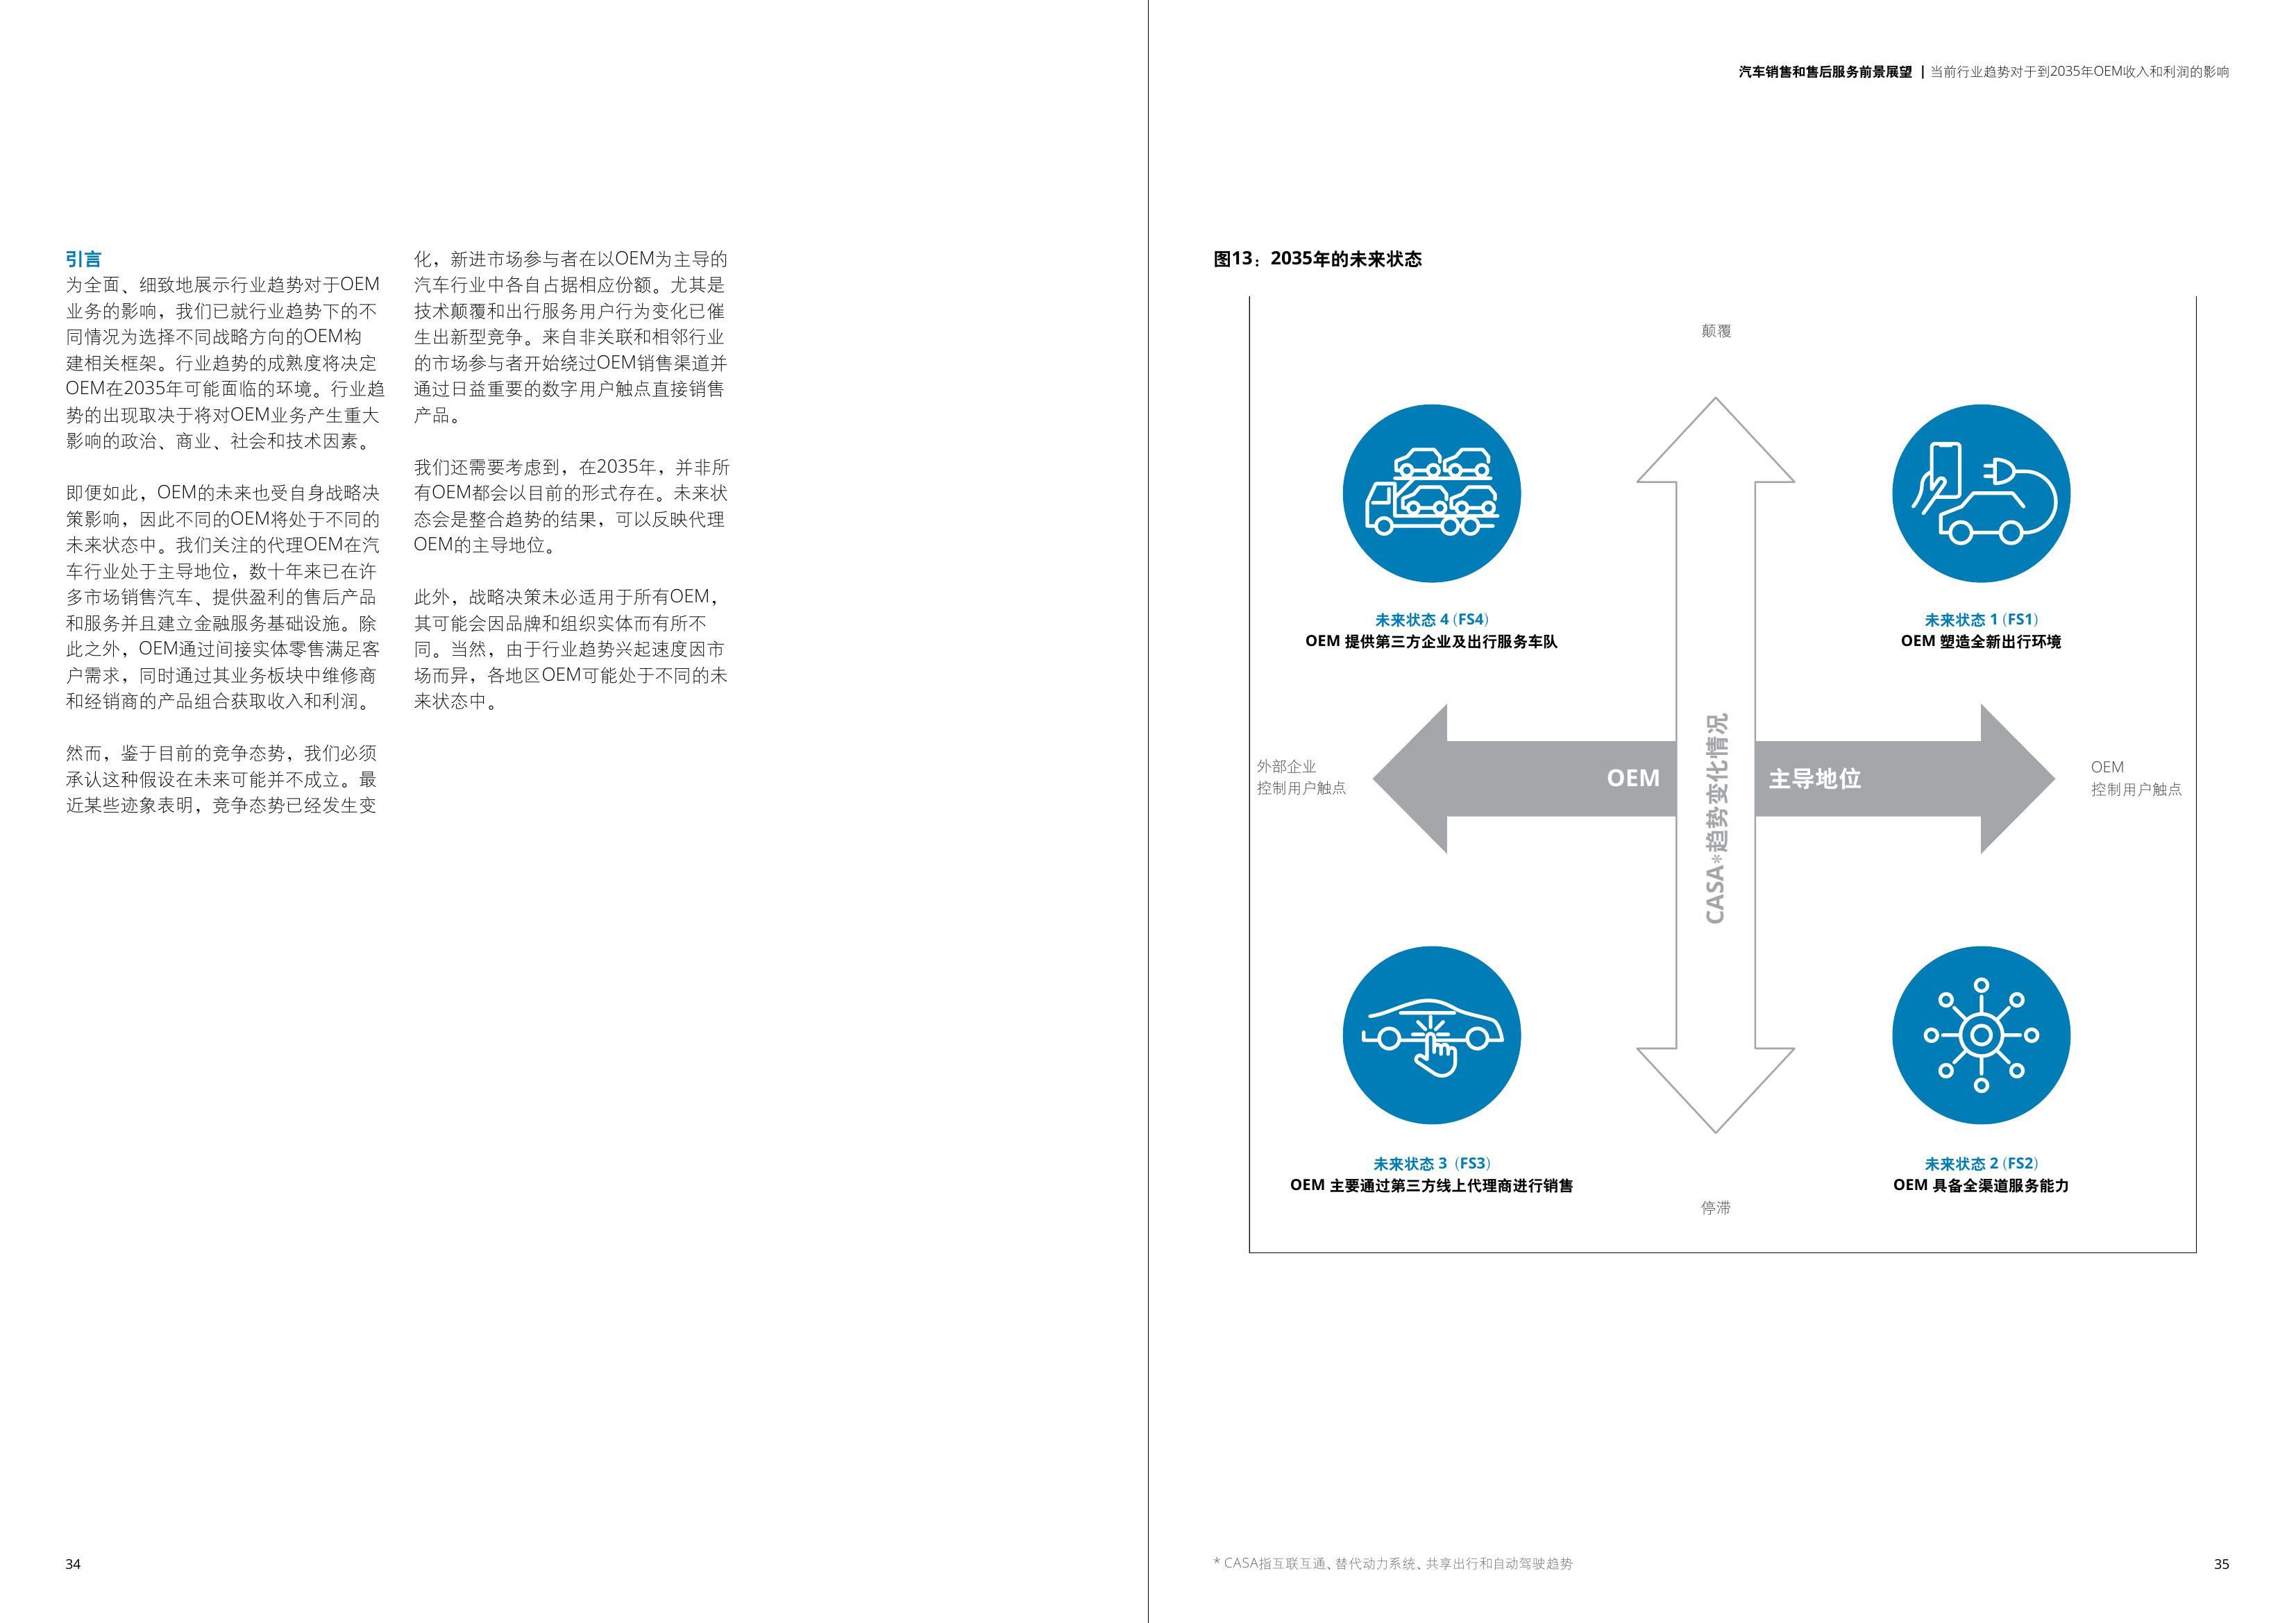 汽车销售和售后服务前景展望 | 当前行业趋势对于到2035年OEM收入和利润的影响
引言
为全面、细致地展示行业趋势对于OEM
业务的影响，我们已就行业趋势下的不
同情况为选择不同战略方向的OEM构
建相关框架。行业趋势的成熟度将决定
OEM在2035年可能面临的环境。行业趋
势的出现取决于将对OEM业务产生重大
影响的政治、商业、社会和技术因素。
即便如此，OEM的未来也受自身战略决
策影响，因此不同的OEM将处于不同的
未来状态中。我们关注的代理OEM在汽
车行业处于主导地位，数十年来已在许
多市场销售汽车、提供盈利的售后产品
和服务并且建立金融服务基础设施。除
此之外，OEM通过间接实体零售满足客
户需求，同时通过其业务板块中维修商
和经销商的产品组合获取收入和利润。
然而，鉴于目前的竞争态势，我们必须
承认这种假设在未来可能并不成立。最
近某些迹象表明，竞争态势已经发生变
化，新进市场参与者在以OEM为主导的
汽车行业中各自占据相应份额。尤其是
技术颠覆和出行服务用户行为变化已催
生出新型竞争。来自非关联和相邻行业
的市场参与者开始绕过OEM销售渠道并
通过日益重要的数字用户触点直接销售
产品。
我们还需要考虑到，在2035年，并非所
有OEM都会以目前的形式存在。未来状
态会是整合趋势的结果，可以反映代理
OEM的主导地位。
此外，战略决策未必适用于所有OEM，
其可能会因品牌和组织实体而有所不
同。当然，由于行业趋势兴起速度因市
场而异，各地区OEM可能处于不同的未
来状态中。
图13：2035年的未来状态
颠覆
未来状态 4 (FS4)
OEM 提供第三方企业及出行服务车队
未来状态 1 (FS1)
OEM 塑造全新出行环境
外部企业
控制用户触点
OEM 主导地位
CASA*趋势变化情况
OEM
控制用户触点
未来状态 3 (FS3)
OEM 主要通过第三方线上代理商进行销售
未来状态 2 (FS2)
OEM 具备全渠道服务能力
停滞
* CASA指互联互通、替代动力系统、共享出行和自动驾驶趋势
34
35